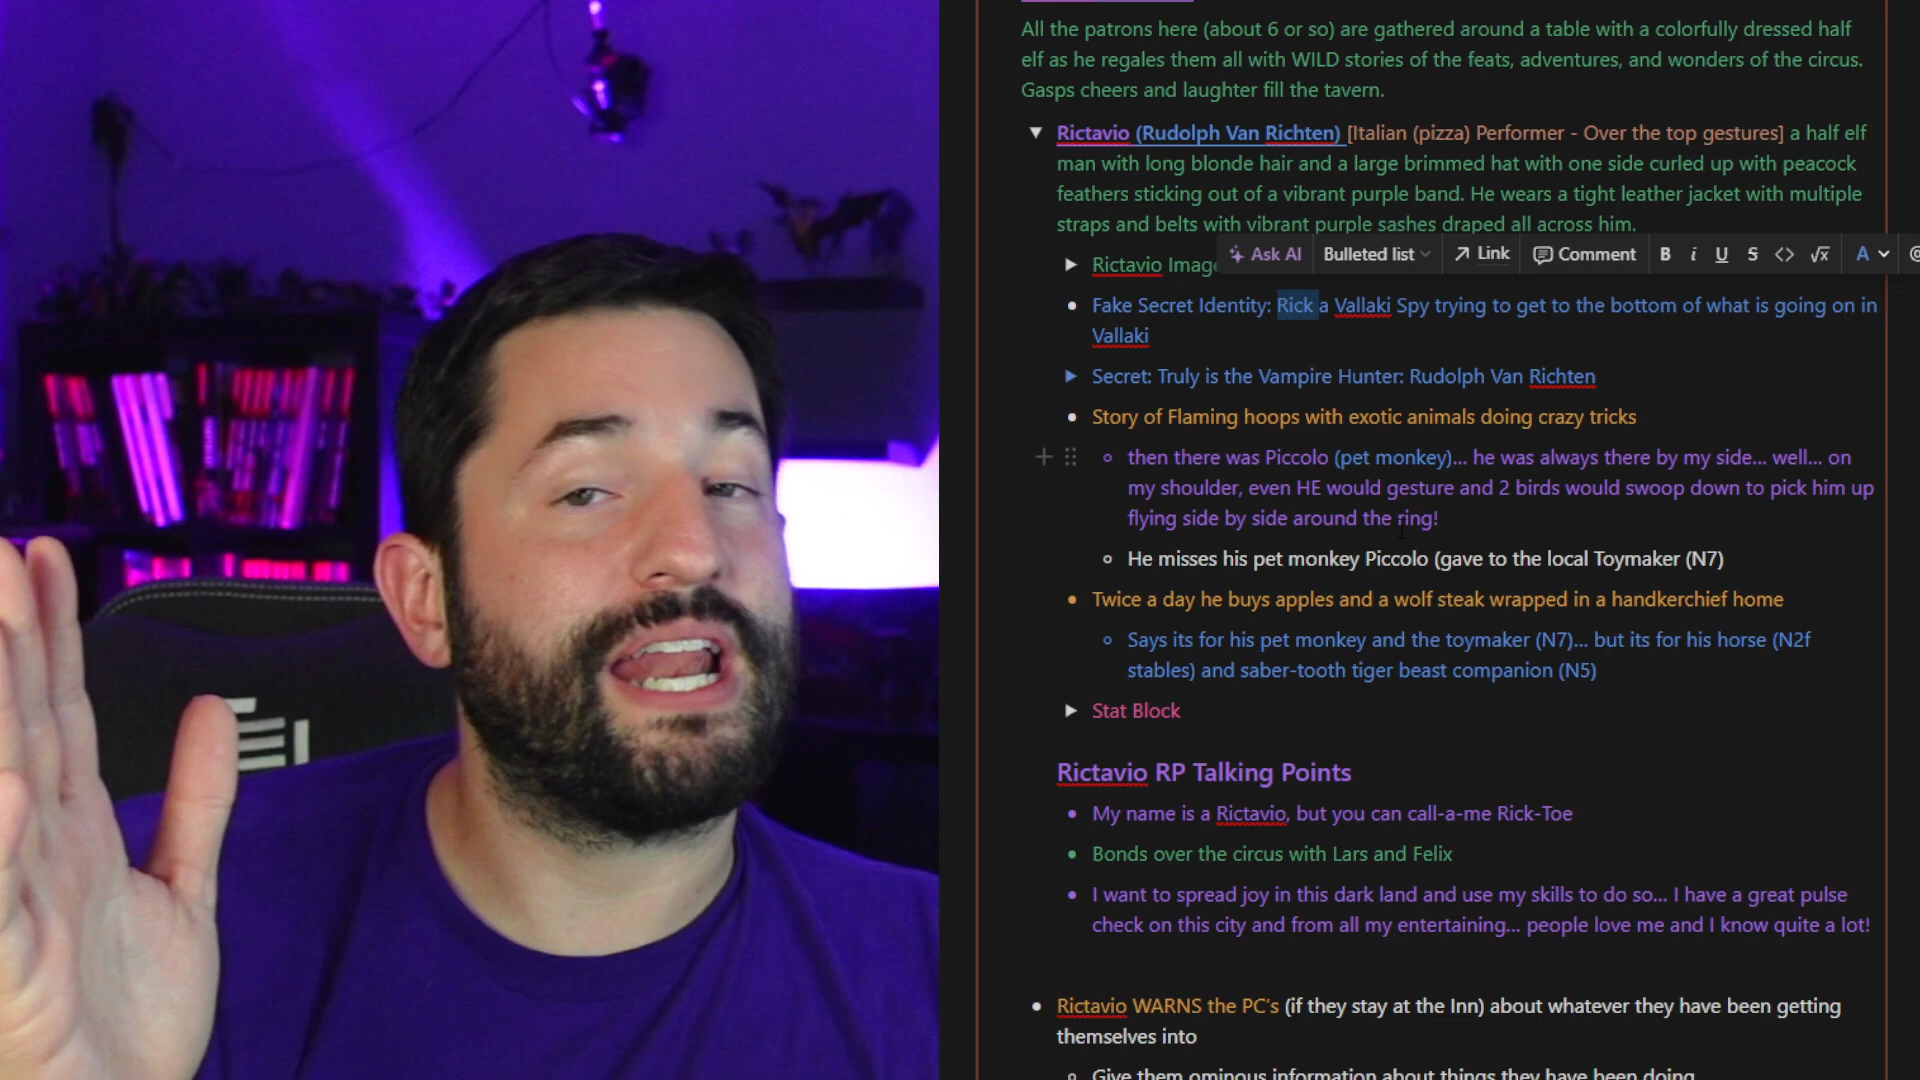 All the patrons here (about 6 or so) are gathered around a table with a colorfully dressed half
elf as he regales them all with WILD stories of the feats, adventures, and wonders of the circus.
Gasps cheers and laughter fill the tavern.
Rictavio (Rudolph Van Richten) [Italian (pizza) Performer - Over the top gestures] a half elf
man with long blonde hair and a large brimmed hat with one side curled up with peacock
feathers sticking out of a vibrant purple band. He wears a tight leather jacket with multiple
straps and belts with vibrant purple sashes draped all across him.
Ask AI Bulleted list Link Comment B i U S <> √x A @
Rictavio Image
Fake Secret Identity: Rick a Vallaki Spy trying to get to the bottom of what is going on in
Vallaki
Secret: Truly is the Vampire Hunter: Rudolph Van Richten
Story of Flaming hoops with exotic animals doing crazy tricks
then there was Piccolo (pet monkey)... he was always there by my side... well... on
my shoulder, even HE would gesture and 2 birds would swoop down to pick him up
flying side by side around the ring!
He misses his pet monkey Piccolo (gave to the local Toymaker (N7)
Twice a day he buys apples and a wolf steak wrapped in a handkerchief home
Says its for his pet monkey and the toymaker (N7)... but its for his horse (N2f
stables) and saber-tooth tiger beast companion (N5)
Stat Block
Rictavio RP Talking Points
My name is a Rictavio, but you can call-a-me Rick-Toe
Bonds over the circus with Lars and Felix
I want to spread joy in this dark land and use my skills to do so... I have a great pulse
check on this city and from all my entertaining... people love me and I know quite a lot!
Rictavio WARNS the PC's (if they stay at the Inn) about whatever they have been getting
themselves into
Give them ominous information about things they have been doing